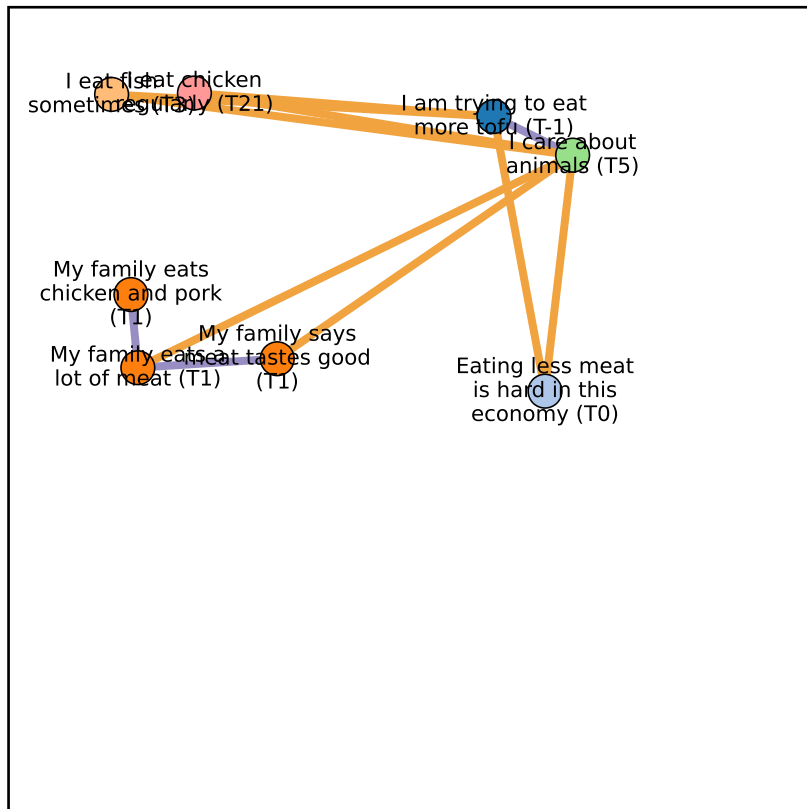 I eat fish
sometimes (T3)
I eat chicken
regularly (T21)
I am trying to eat
more tofu (T-1)
I care about
animals (T5)
My family eats
chicken and pork
(T1)
My family eats a
lot of meat (T1)
My family says
meat tastes good
(T1)
Eating less meat
is hard in this
economy (T0)